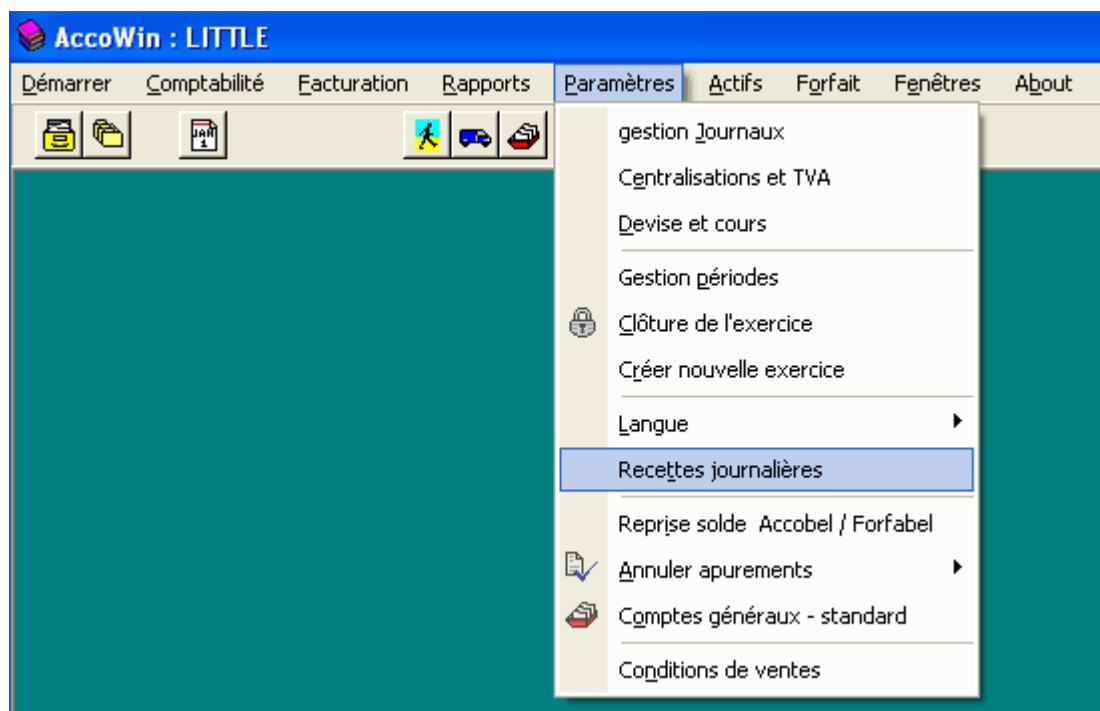 AccoWin : LITTLE
Démarrer Comptabilité Facturation Rapports Paramètres Actifs Forfait Fenêtres About
JAN
1
gestion Journaux
Centralisations et TVA
Devise et cours
Gestion périodes
Clôture de l'exercice
Créer nouvelle exercice
Langue
Recettes journalières
Reprise solde Accobel / Forfabel
Annuler apurements
Comptes généraux - standard
Conditions de ventes